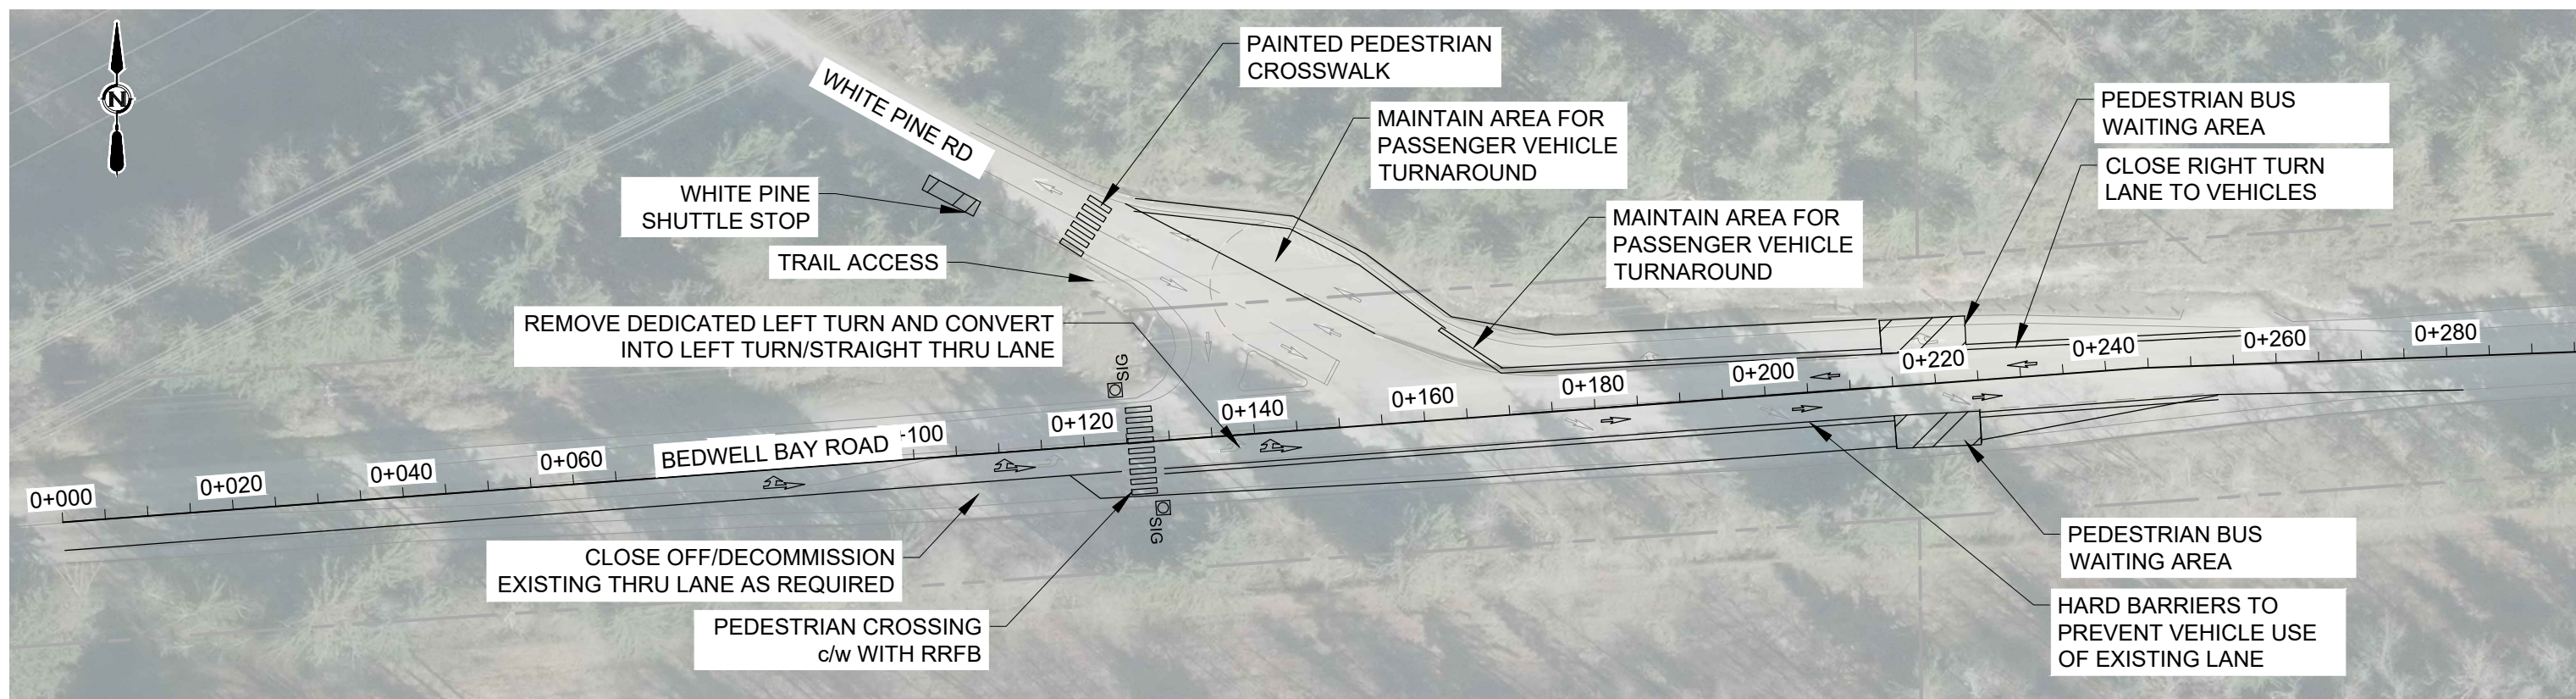 N
PAINTED PEDESTRIAN
CROSSWALK
WHITE PINE RD
MAINTAIN AREA FOR
PASSENGER VEHICLE
TURNAROUND
PEDESTRIAN BUS
WAITING AREA
CLOSE RIGHT TURN
LANE TO VEHICLES
WHITE PINE
SHUTTLE STOP
MAINTAIN AREA FOR
PASSENGER VEHICLE
TURNAROUND
TRAIL ACCESS
REMOVE DEDICATED LEFT TURN AND CONVERT
INTO LEFT TURN/STRAIGHT THRU LANE
SIG
0+000
0+020
0+040
0+060
BEDWELL BAY ROAD
+100
0+120
0+140
0+160
0+180
0+200
0+220
0+240
0+260
0+280
SIG
CLOSE OFF/DECOMMISSION
EXISTING THRU LANE AS REQUIRED
PEDESTRIAN CROSSING
c/w WITH RRFB
PEDESTRIAN BUS
WAITING AREA
HARD BARRIERS TO
PREVENT VEHICLE USE
OF EXISTING LANE